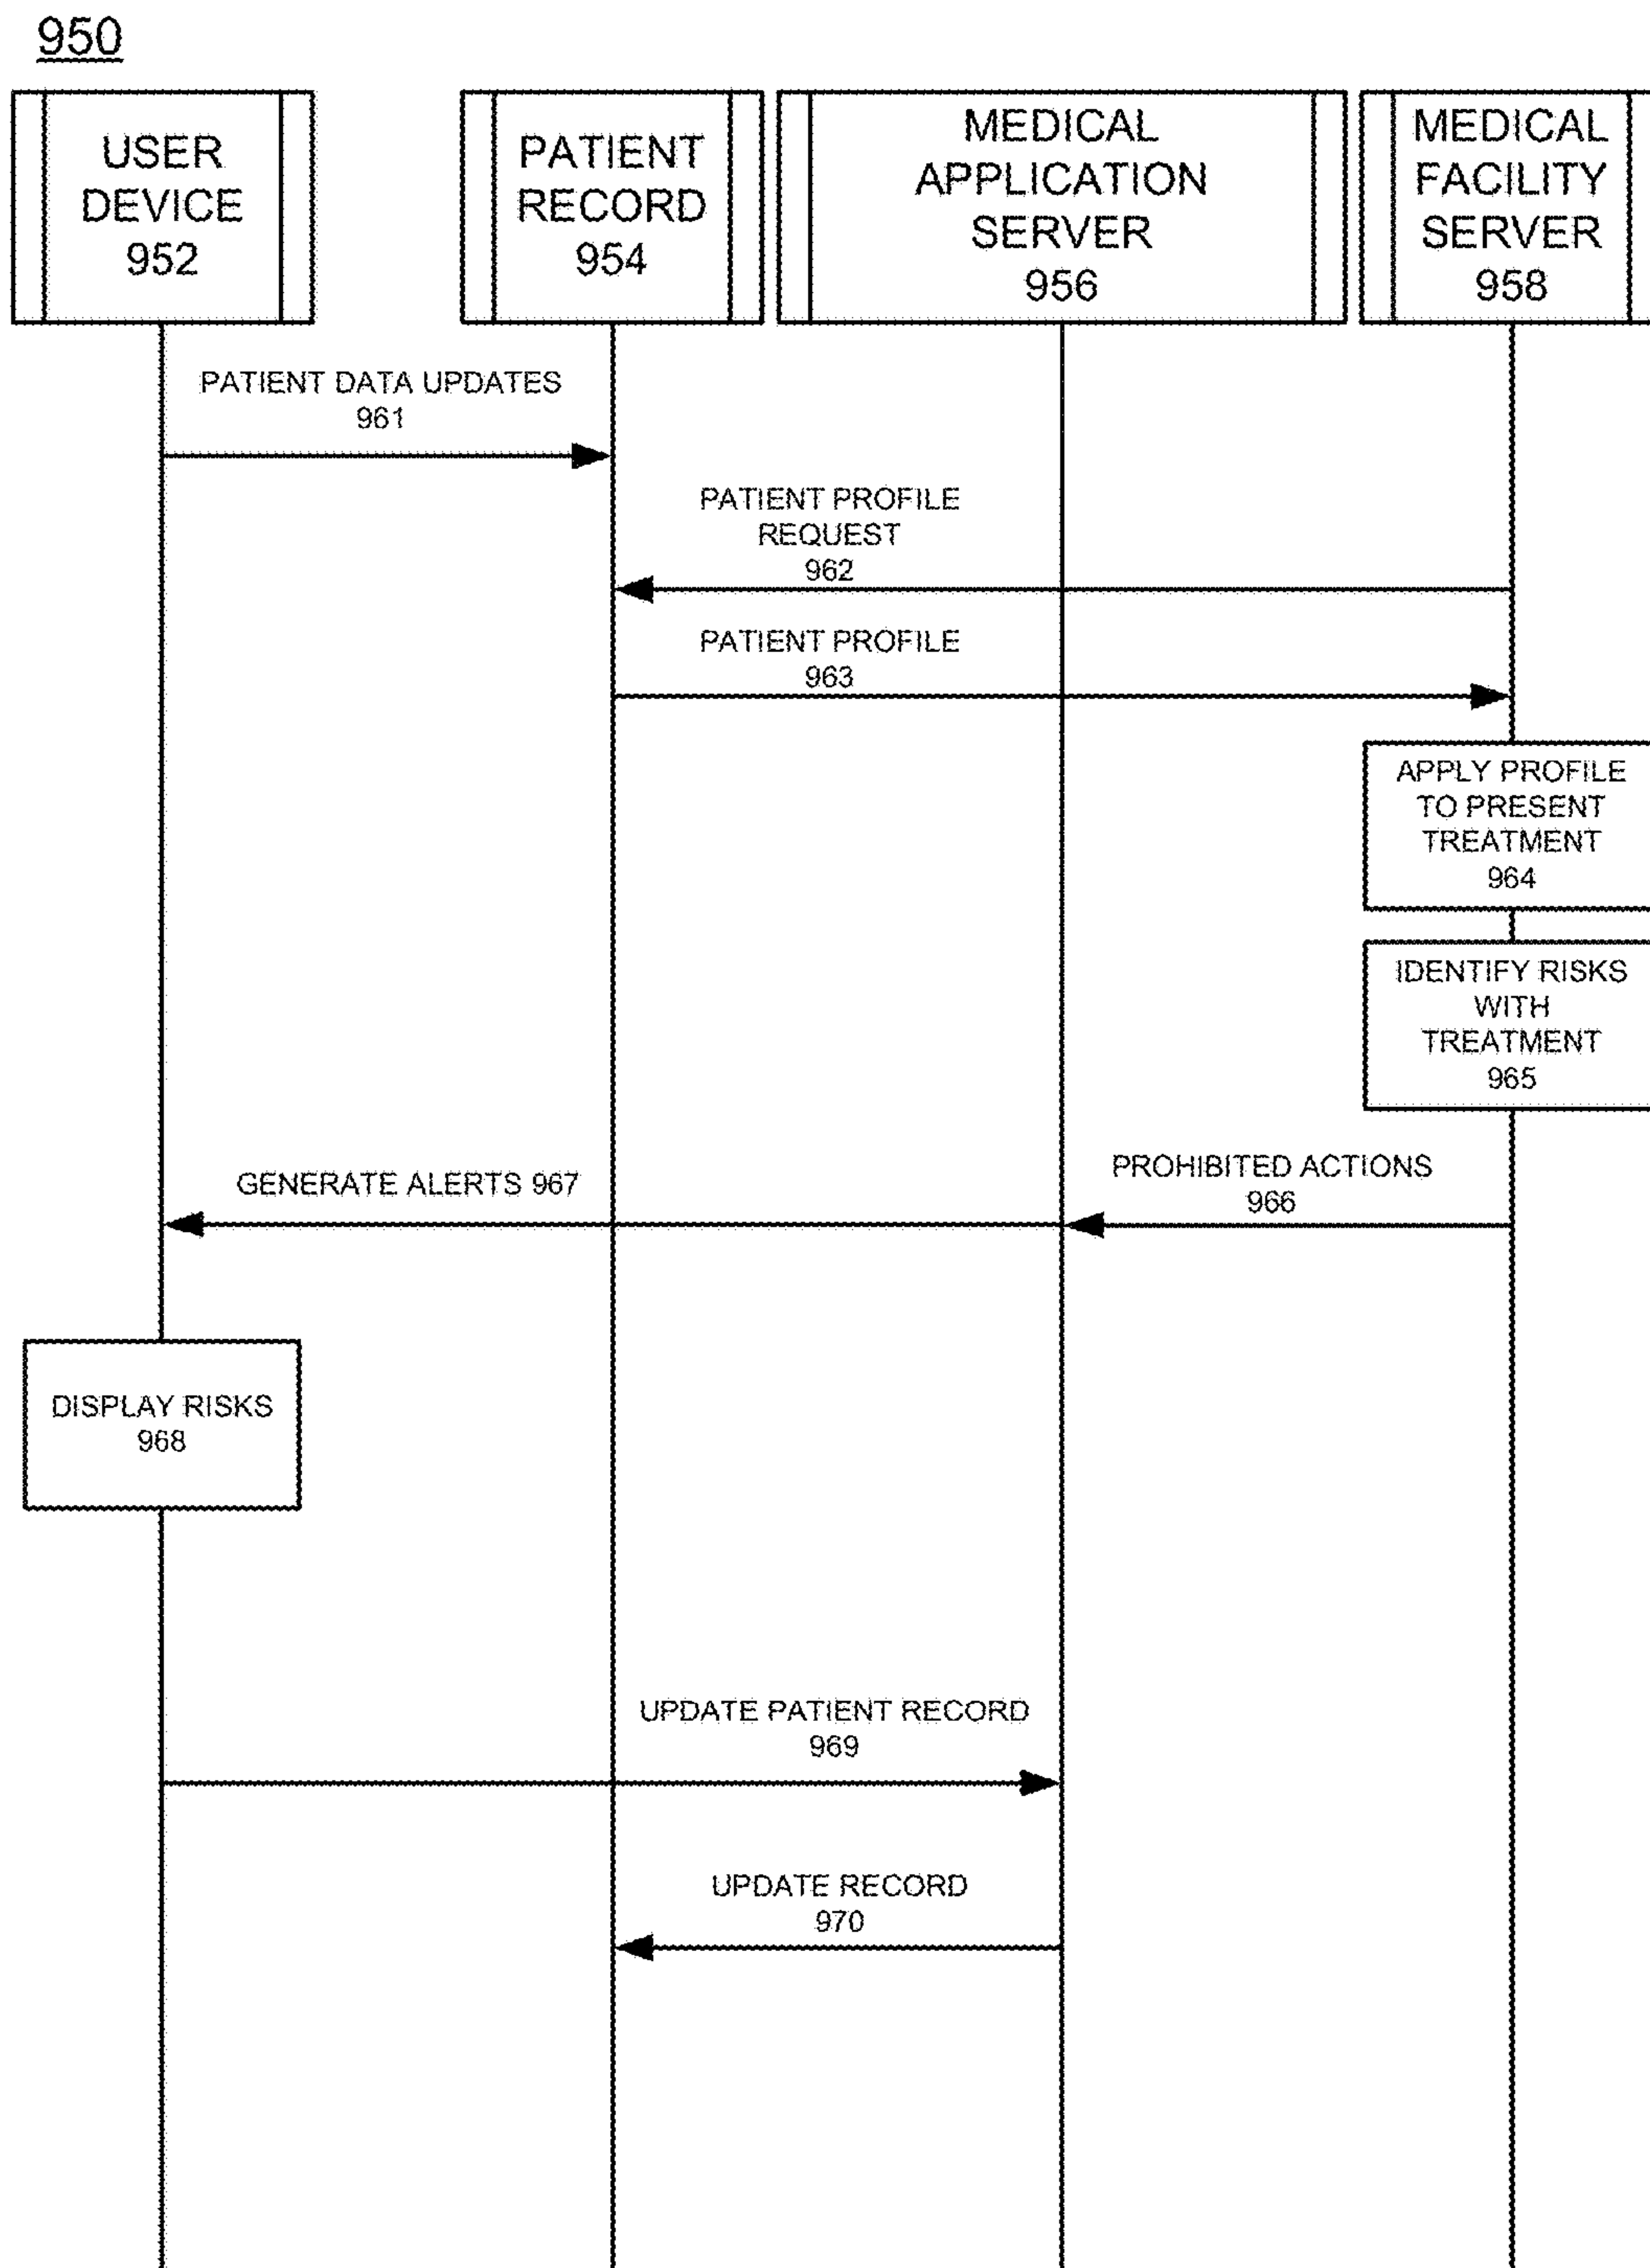 950
USER
DEVICE
952
PATIENT
RECORD
954
MEDICAL
APPLICATION
SERVER
956
MEDICAL
FACILITY
SERVER
958
PATIENT DATA UPDATES
961
PATIENT PROFILE
REQUEST
962
PATIENT PROFILE
963
APPLY PROFILE
TO PRESENT
TREATMENT
964
IDENTIFY RISKS
WITH
TREATMENT
965
PROHIBITED ACTIONS
966
GENERATE ALERTS 967
DISPLAY RISKS
968
UPDATE PATIENT RECORD
969
UPDATE RECORD
970